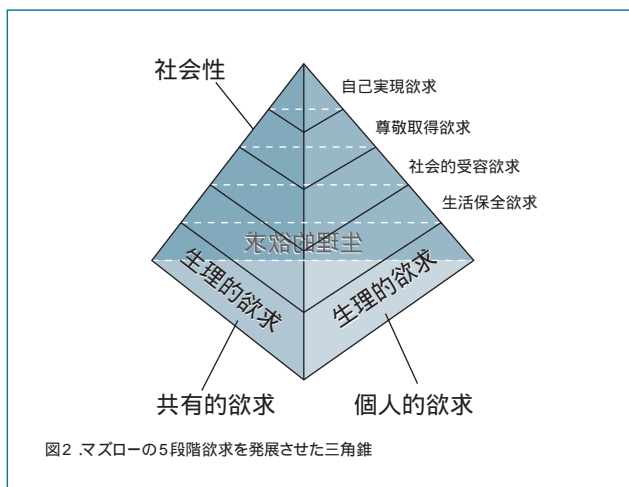 社会性
自己実現欲求
尊敬取得欲求
社会的受容欲求
生活保全欲求
生理的欲求
生理的欲求
生理的欲求
共有的欲求
個人的欲求
図2 .マズローの5段階欲求を発展させた三角錐